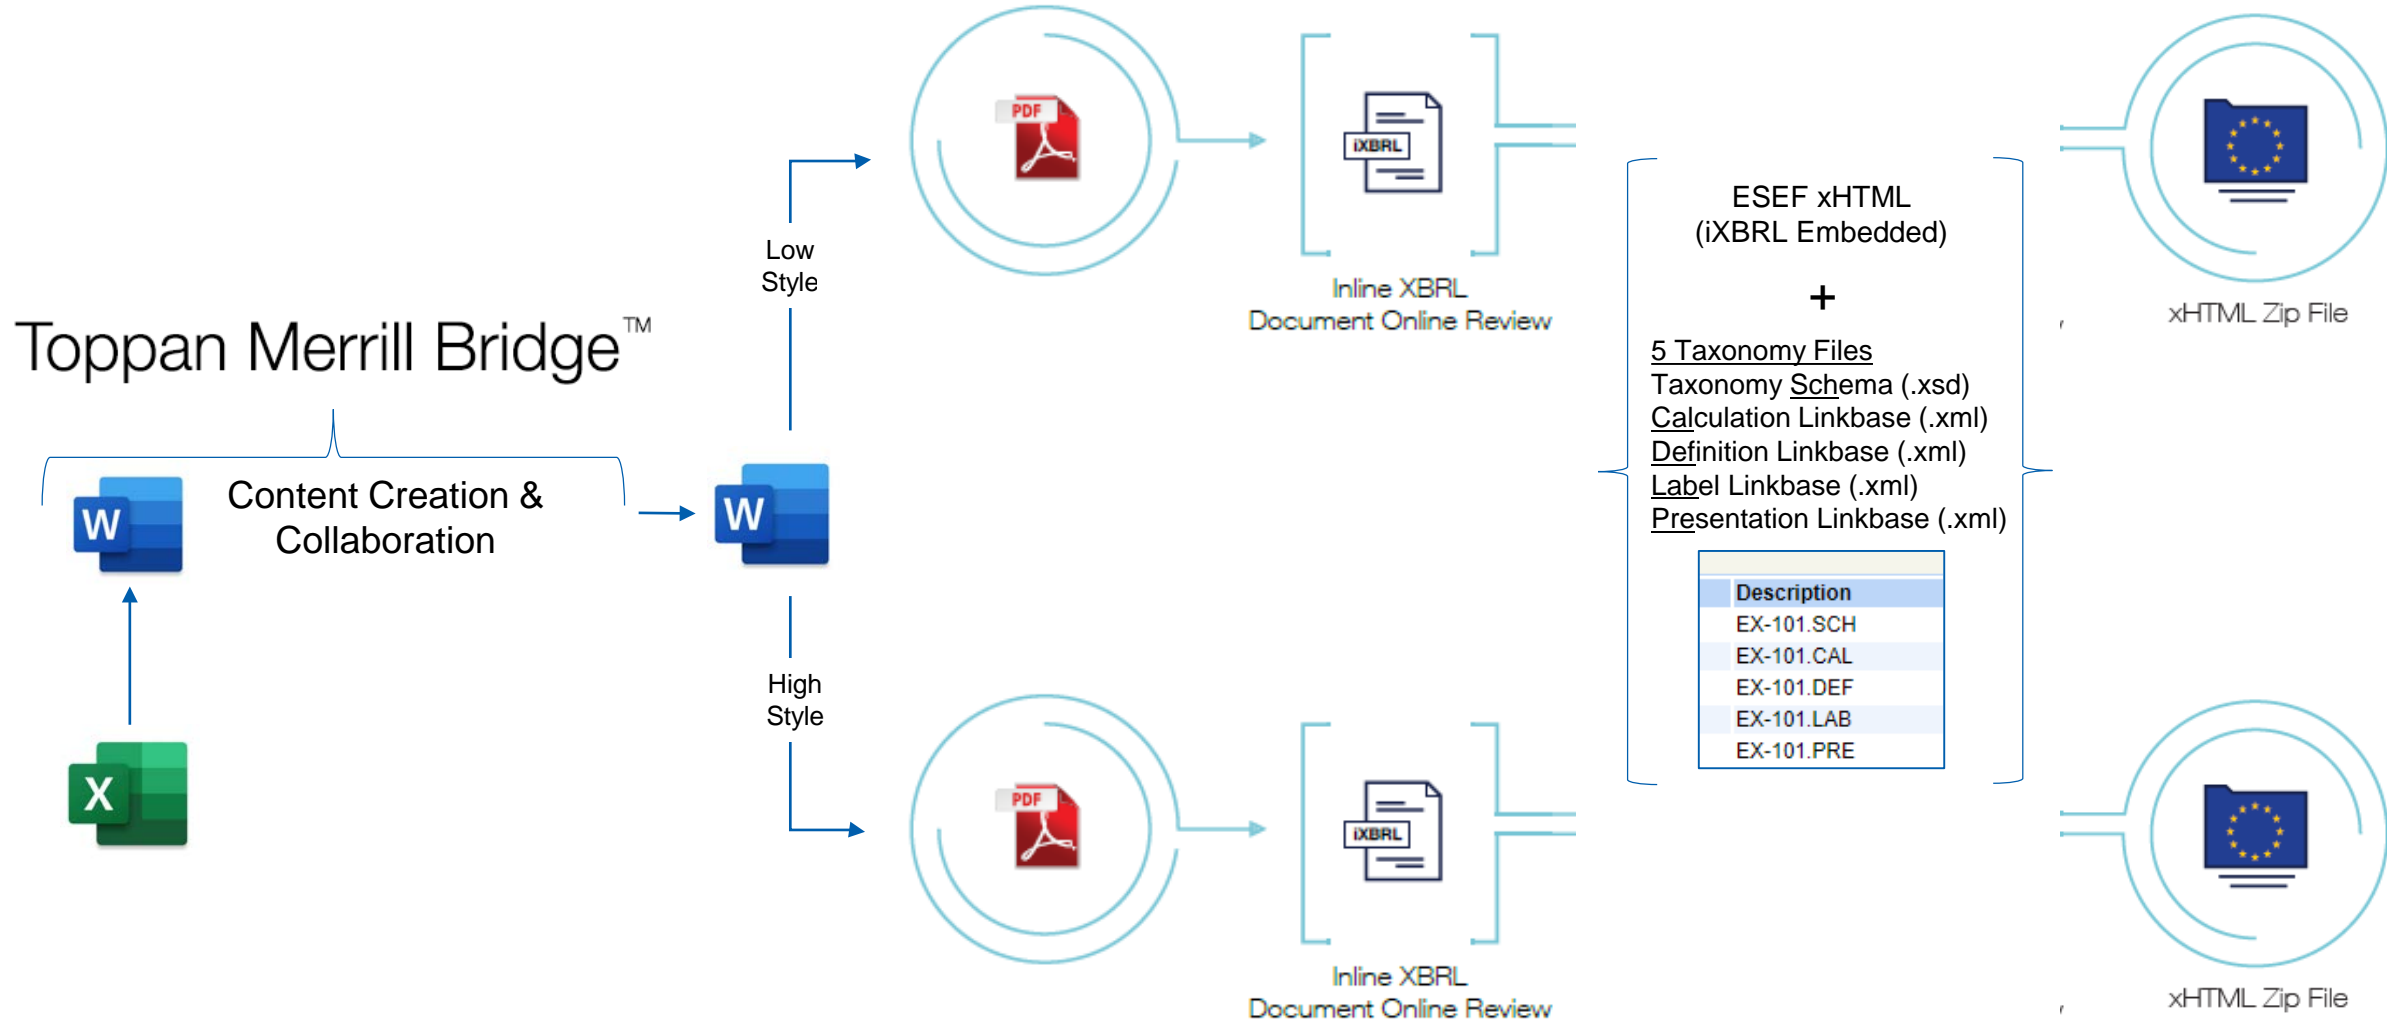 Toppan Merrill Bridge™
W
Content Creation &
Collaboration
X
W
Low
Style
High
Style
PDF
iXBRL
Inline XBRL
Document Online Review
PDF
iXBRL
Inline XBRL
Document Online Review
ESEF xHTML
(iXBRL Embedded)
+
5 Taxonomy Files
Taxonomy Schema (.xsd)
Calculation Linkbase (.xml)
Definition Linkbase (.xml)
Label Linkbase (.xml)
Presentation Linkbase (.xml)
Description
EX-101.SCH
EX-101.CAL
EX-101.DEF
EX-101.LAB
EX-101.PRE
xHTML Zip File
xHTML Zip File